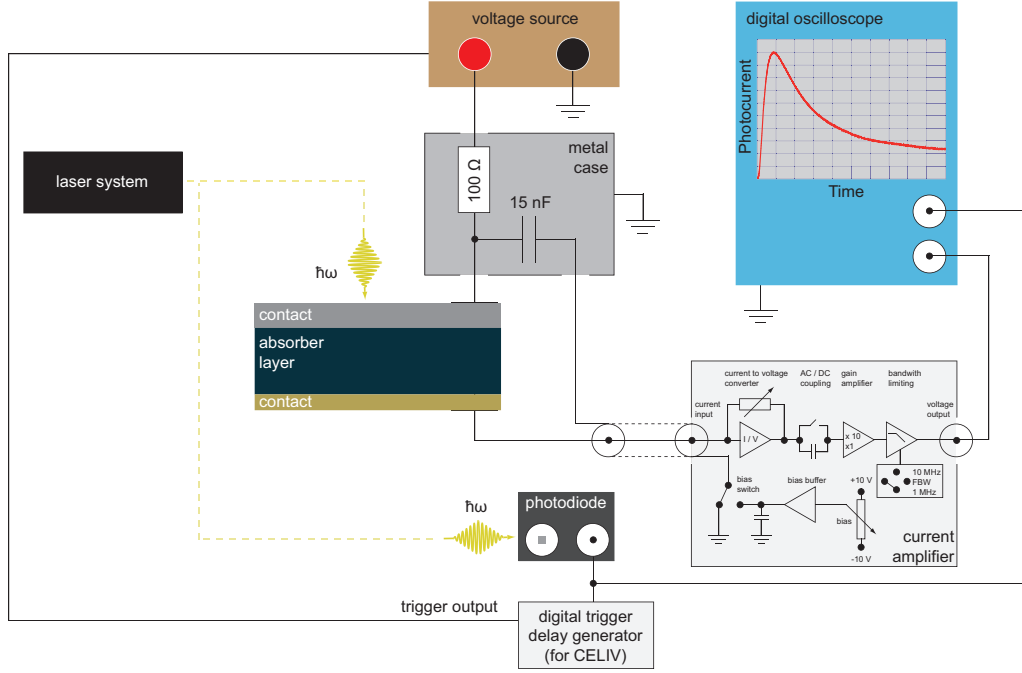 voltage source
digital oscilloscope
Photocurrent
Time
laser system
metal
case
100 Ω
15 nF
ħω
contact
absorber
layer
contact
current to voltage
converter
AC / DC
coupling
gain
amplifier
bandwith
limiting
current
input
voltage
output
I / V
x 10
x1
10 MHz
FBW
1 MHz
bias
switch
bias buffer
+10 V
bias
-10 V
current
amplifier
ħω
photodiode
trigger output
digital trigger
delay generator
(for CELIV)